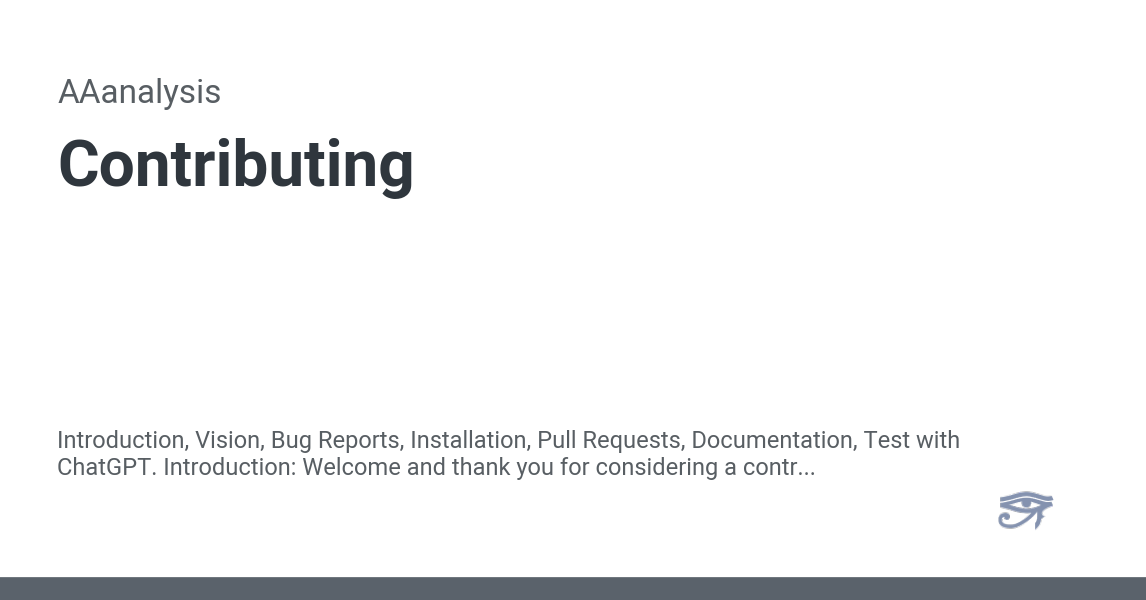 AAanalysis
Contributing
Introduction, Vision, Bug Reports, Installation, Pull Requests, Documentation, Test with
ChatGPT. Introduction: Welcome and thank you for considering a contr...